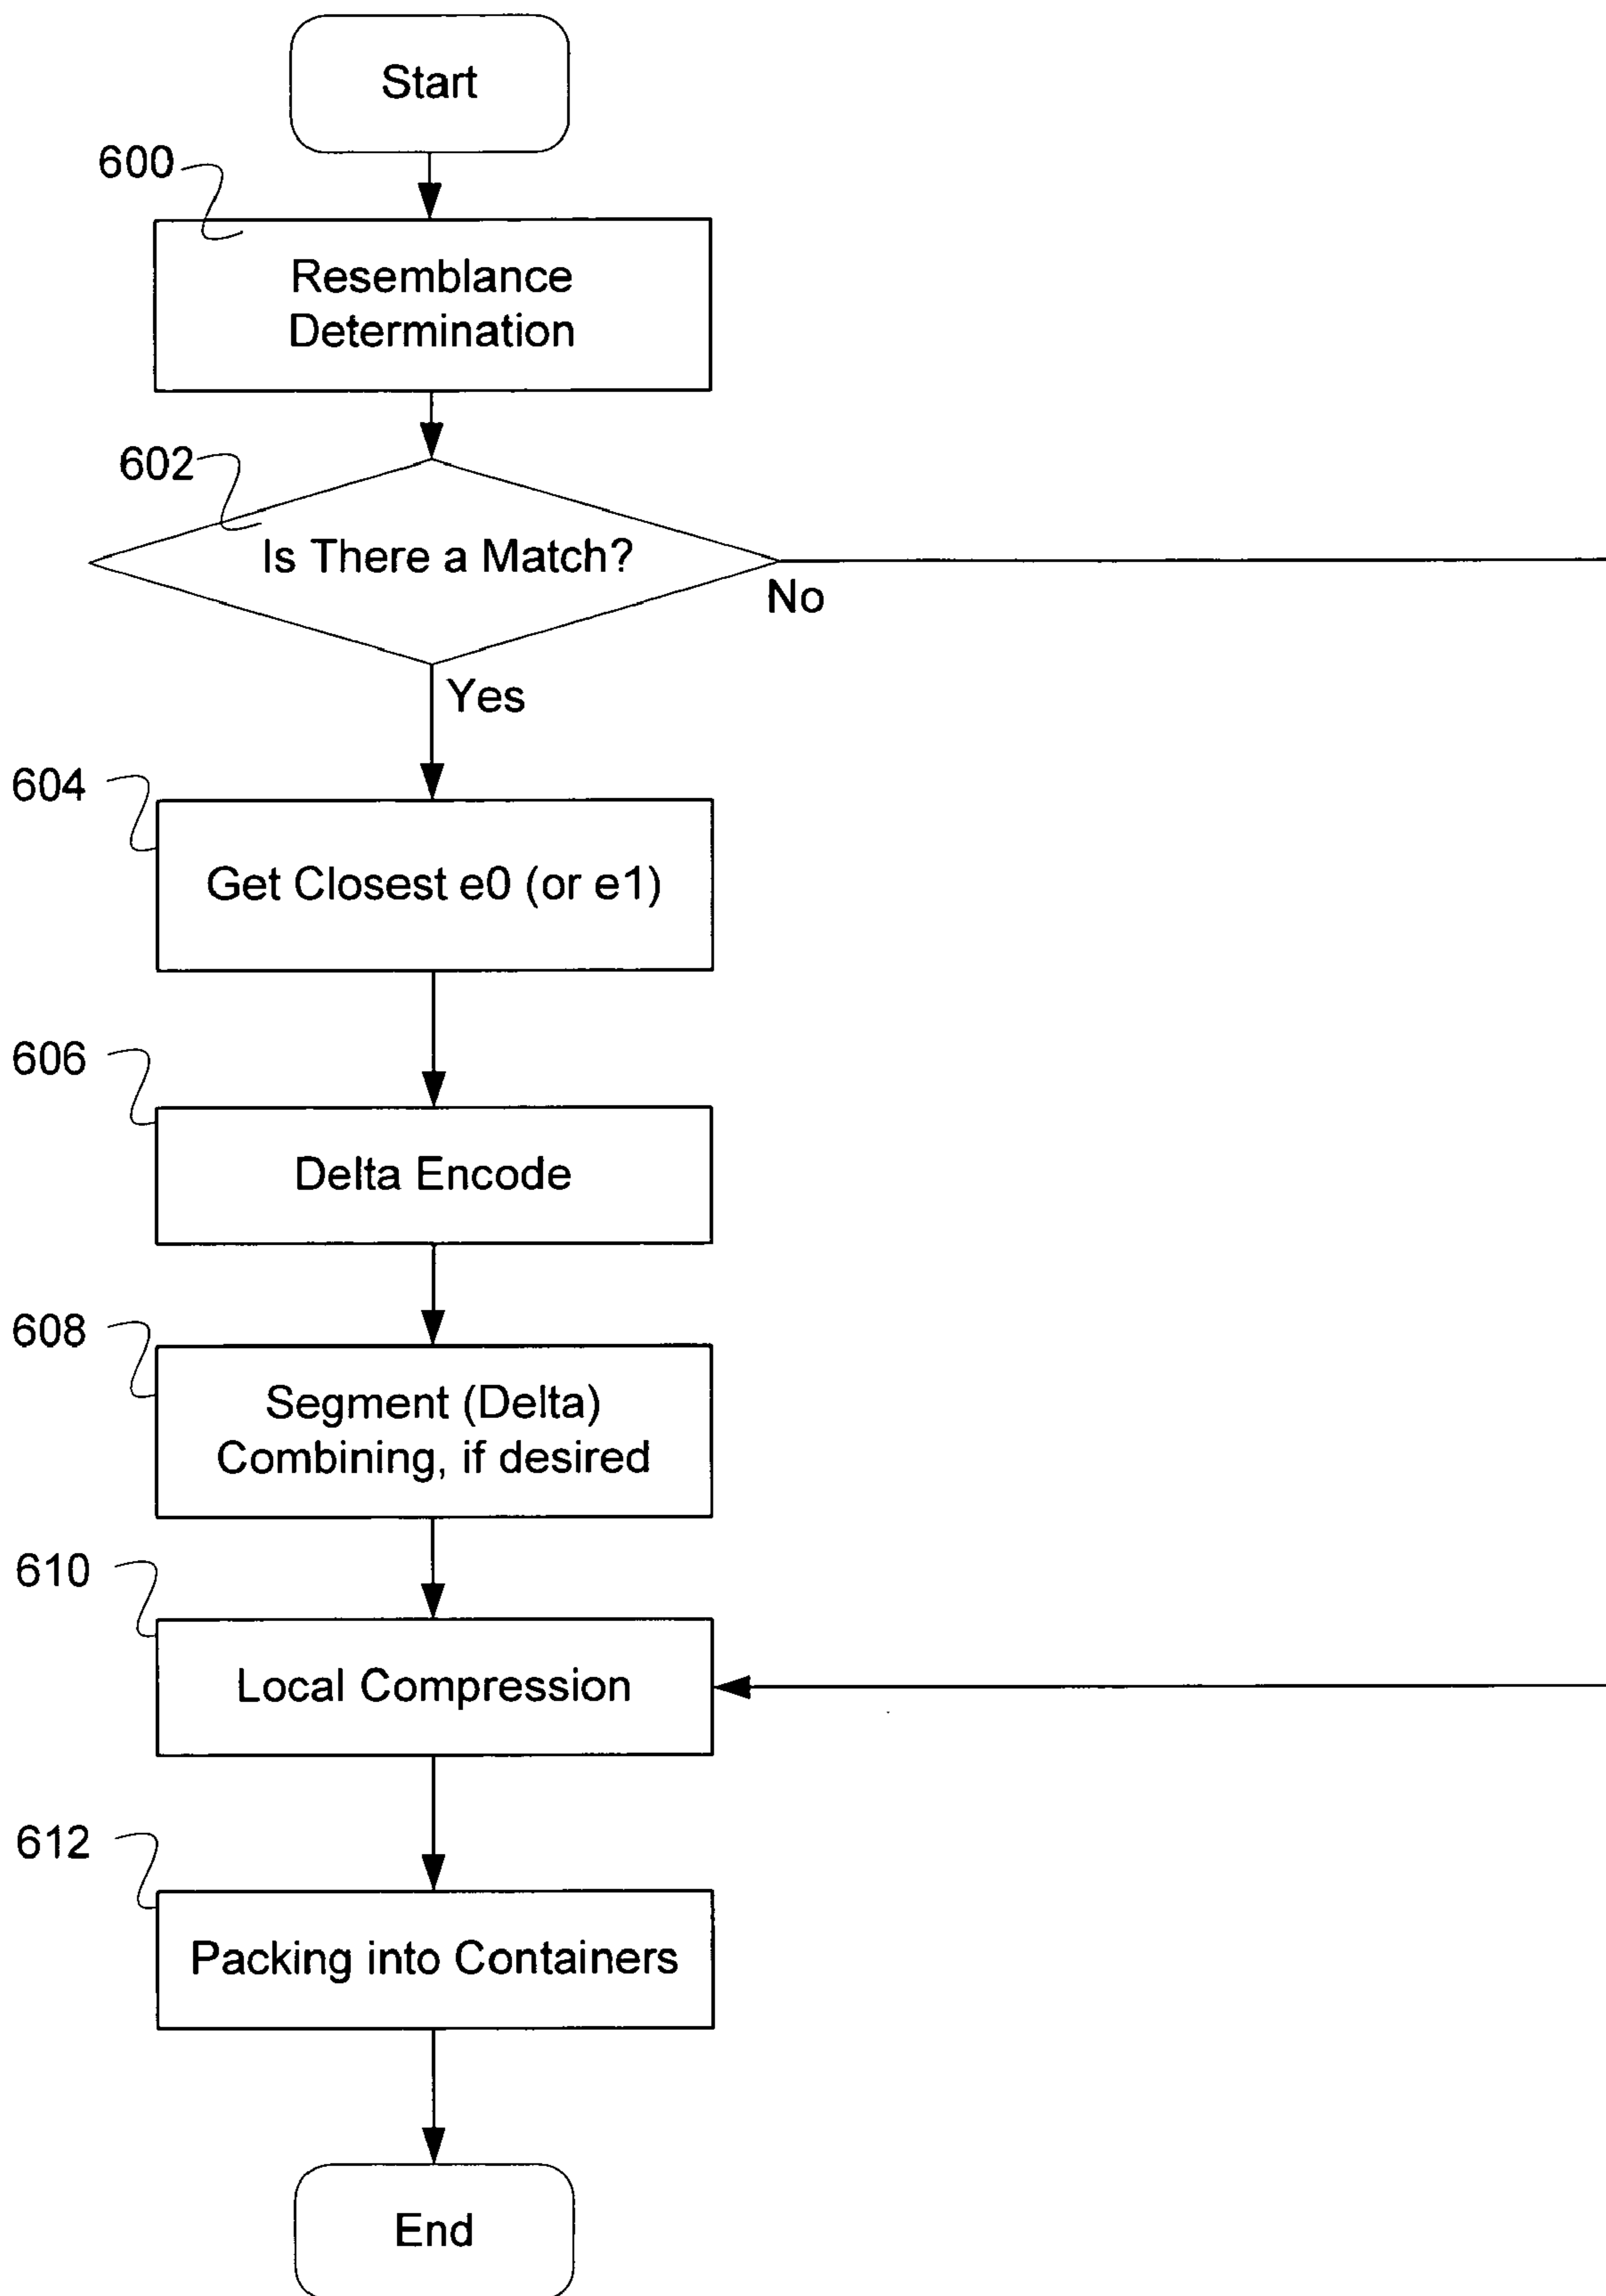 Start
600
Resemblance
Determination
602
Is There a Match?
No
Yes
604
Get Closest e0 (or e1)
606
Delta Encode
608
Segment (Delta)
Combining, if desired
610
Local Compression
612
Packing into Containers
End